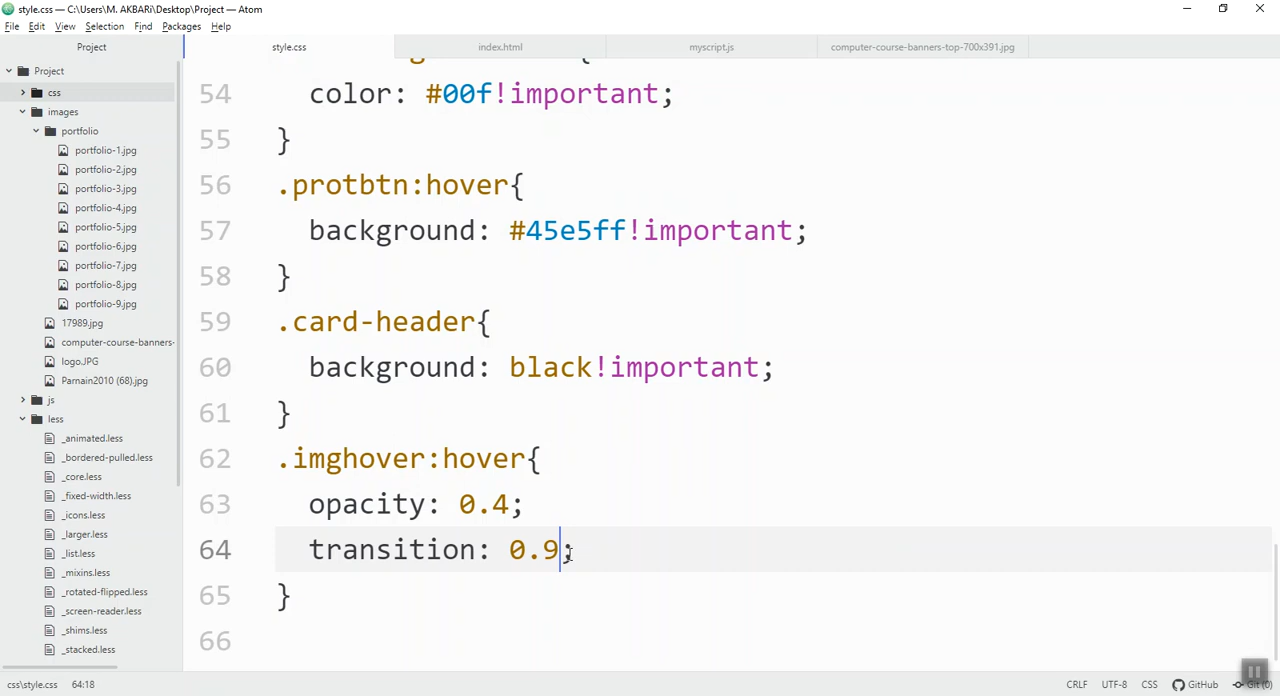 style.css — C:\Users\M. AKBARi\Desktop\Project — Atom
File Edit View Selection Find Packages Help
Project
style.css
index.html
myscript.js
computer-course-banners-top-700x391.jpg
Project
css
images
portfolio
portfolio-1.jpg
portfolio-2.jpg
portfolio-3.jpg
portfolio-4.jpg
portfolio-5.jpg
portfolio-6.jpg
portfolio-7.jpg
portfolio-8.jpg
portfolio-9.jpg
17989.jpg
computer-course-banners-
logo.JPG
Parnain2010 (68).jpg
js
less
_animated.less
_bordered-pulled.less
_core.less
_fixed-width.less
_icons.less
_larger.less
_list.less
_mixins.less
_rotated-flipped.less
_screen-reader.less
_shims.less
_stacked.less
54 color: #00f!important;
55 }
56 .protbtn:hover{
57 background: #45e5ff!important;
58 }
59 .card-header{
60 background: black!important;
61 }
62 .imghover:hover{
63 opacity: 0.4;
64 transition: 0.9;
65 }
66
css\style.css 64:18
CRLF UTF-8 CSS GitHub Git (0)